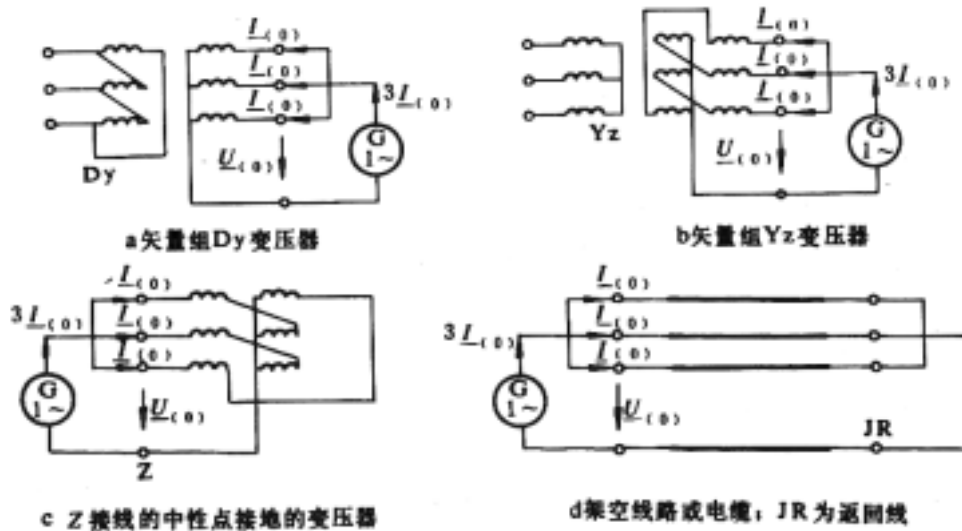 I(0)
I(0)
3I(0)
I(0)
G
1~
U(0)
Dy
a矢量组Dy变压器
I(0)
I(0)
3I(0)
I(0)
G
1~
U(0)
Yz
b矢量组Yz变压器
I(0)
3I(0)
I(0)
I(0)
G
1~
U(0)
Z
c Z接线的中性点接地的变压器
I(0)
3I(0)
I(0)
I(0)
G
1~
U(0)
JR
d架空线路或电缆；JR为返回线